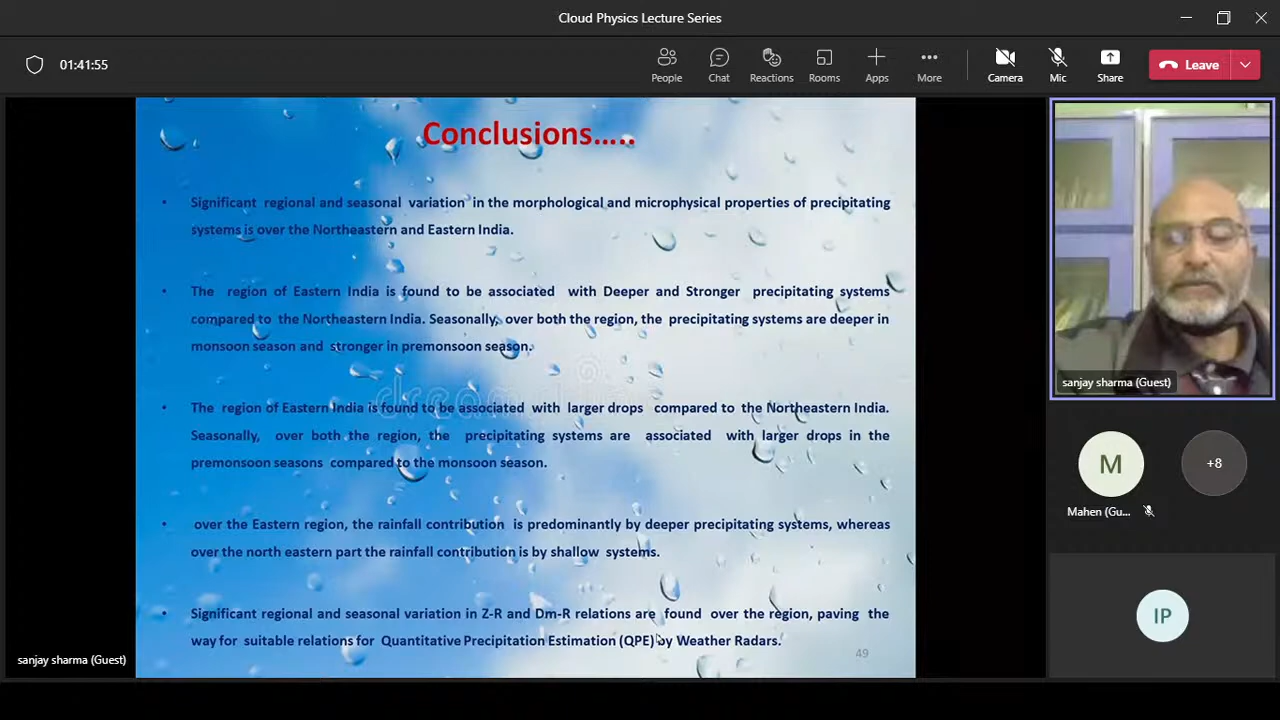 Cloud Physics Lecture Series
01:41:55
People
Chat
Reactions
Rooms
Apps
More
Camera
Mic
Share
Leave
Conclusions…..
• Significant regional and seasonal variation in the morphological and microphysical properties of precipitating
systems is over the Northeastern and Eastern India.
• The region of Eastern India is found to be associated with Deeper and Stronger precipitating systems
compared to the Northeastern India. Seasonally, over both the region, the precipitating systems are deeper in
monsoon season and stronger in premonsoon season.
• The region of Eastern India is found to be associated with larger drops compared to the Northeastern India.
Seasonally, over both the region, the precipitating systems are associated with larger drops in the
premonsoon seasons compared to the monsoon season.
• over the Eastern region, the rainfall contribution is predominantly by deeper precipitating systems, whereas
over the north eastern part the rainfall contribution is by shallow systems.
• Significant regional and seasonal variation in Z-R and Dm-R relations are found over the region, paving the
way for suitable relations for Quantitative Precipitation Estimation (QPE) by Weather Radars.
49
sanjay sharma (Guest)
sanjay sharma (Guest)
M
+8
Mahen (Gu...
IP